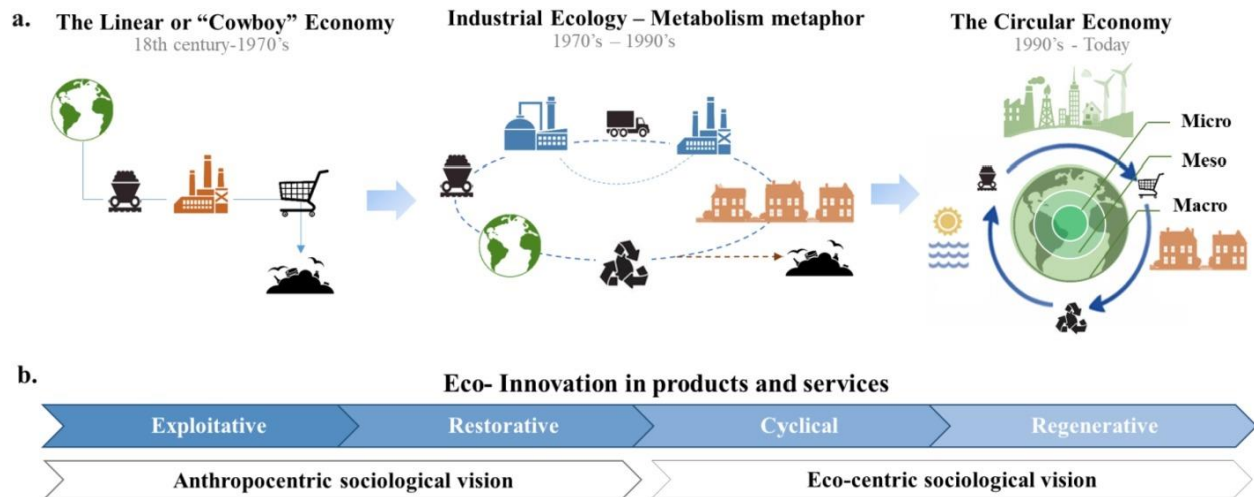 a.
The Linear or “Cowboy” Economy
18th century-1970’s
Industrial Ecology – Metabolism metaphor
1970’s – 1990’s
The Circular Economy
1990’s - Today
Micro
Meso
Macro
b.
Eco- Innovation in products and services
Exploitative
Restorative
Cyclical
Regenerative
Anthropocentric sociological vision
Eco-centric sociological vision